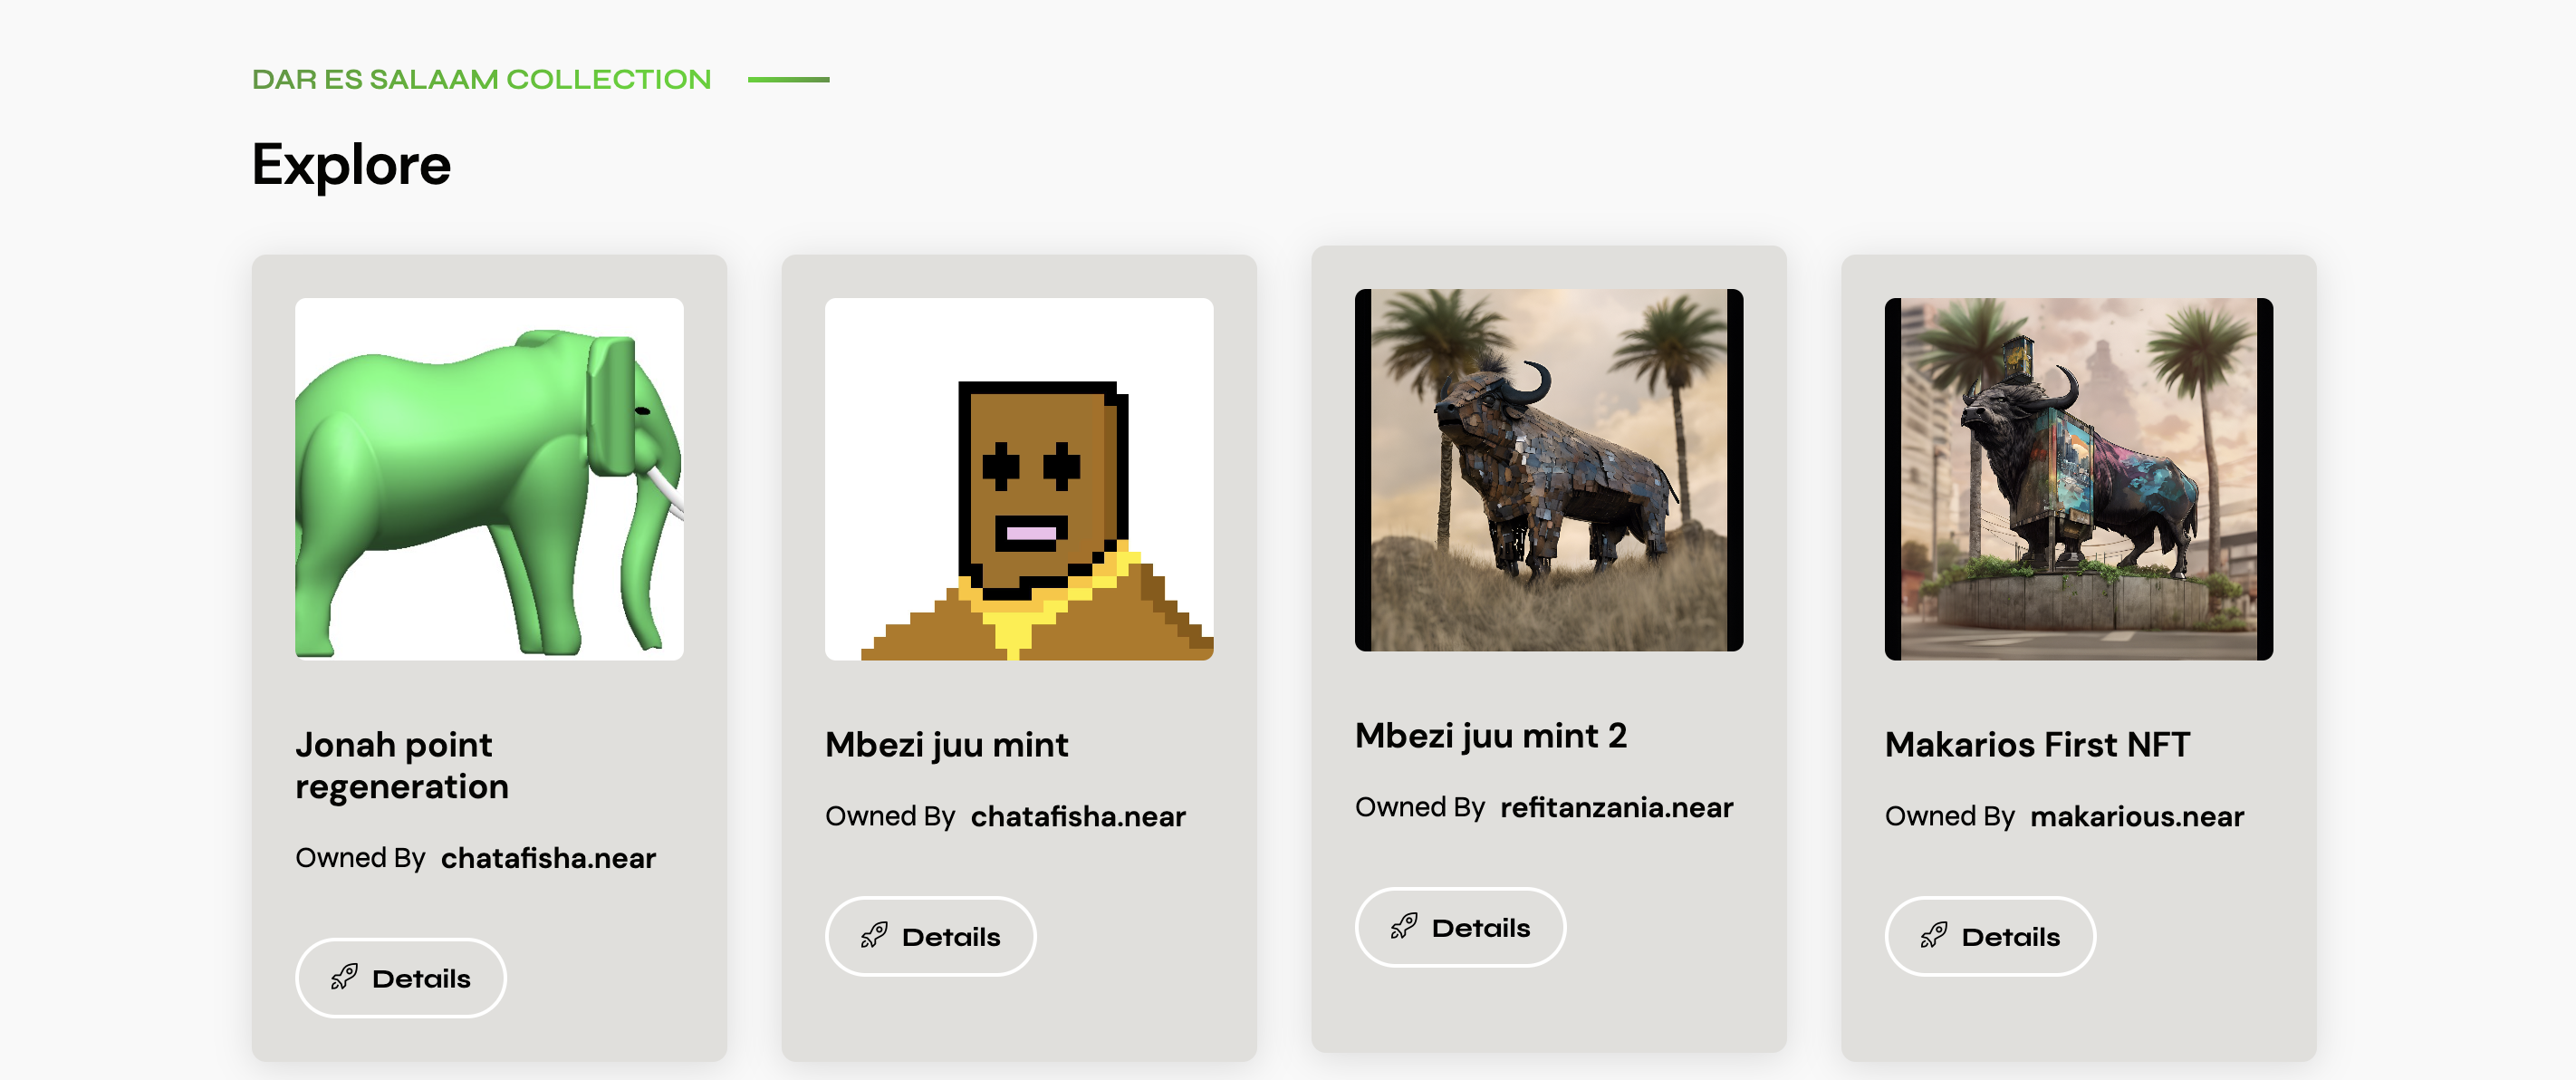 DAR ES SALAAM COLLECTION
Explore
Jonah point
regeneration
Owned By chatafisha.near
Details
Mbezi juu mint
Owned By chatafisha.near
Details
Mbezi juu mint 2
Owned By refitanzania.near
Details
Makarios First NFT
Owned By makarious.near
Details